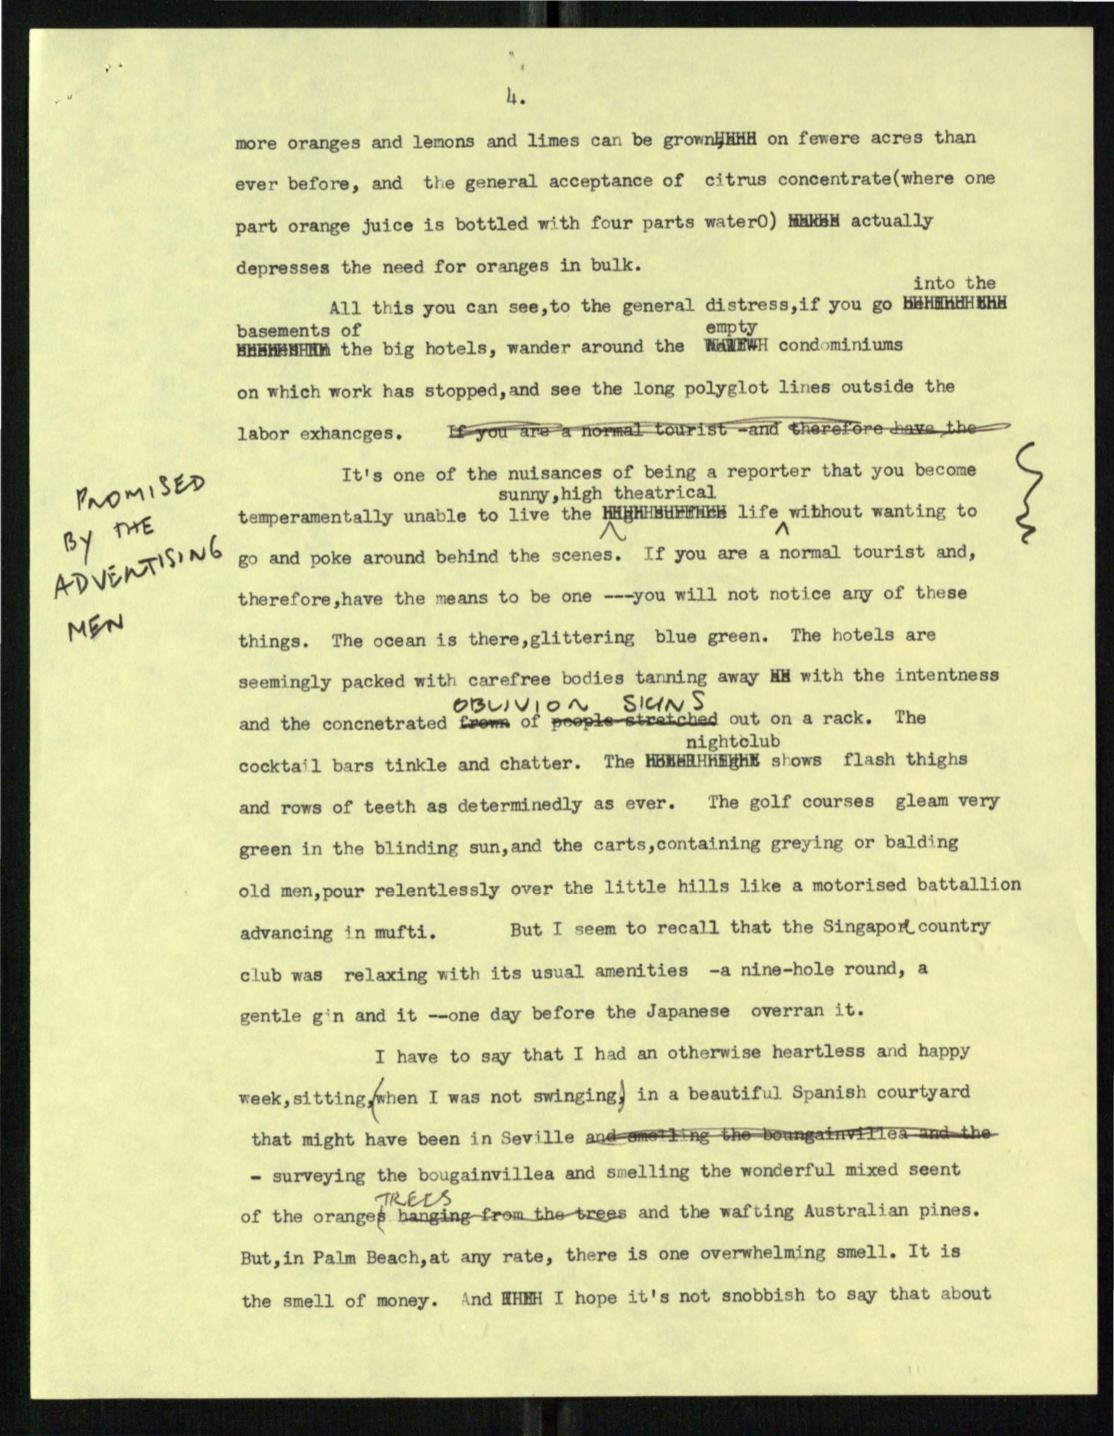 4.
more oranges and lemons and limes can be grown, on fewere acres than
ever before, and the general acceptance of citrus concentrate(where one
part orange juice is bottled with four parts water0) actually
depresses the need for oranges in bulk.
into the
All this you can see,to the general distress,if you go
basements of empty
the big hotels, wander around the condominiums
on which work has stopped,and see the long polyglot lines outside the
labor exhancges. If you are a normal tourist -and therefore have the
It's one of the nuisances of being a reporter that you become
sunny,high theatrical
temperamentally unable to live the life without wanting to
PROMISED
BY THE
ADVERTISING
MEN
go and poke around behind the scenes. If you are a normal tourist and,
therefore,have the means to be one ---you will not notice any of these
things. The ocean is there,glittering blue green. The hotels are
seemingly packed with carefree bodies tanning away with the intentness
OBLIVION SKINS
and the concnetrated frown of people stretched out on a rack. The
nightclub
cocktail bars tinkle and chatter. The shows flash thighs
and rows of teeth as determinedly as ever. The golf courses gleam very
green in the blinding sun,and the carts,containing greying or balding
old men,pour relentlessly over the little hills like a motorised battallion
advancing in mufti. But I seem to recall that the Singapore country
club was relaxing with its usual amenities -a nine-hole round, a
gentle gin and it --one day before the Japanese overran it.
I have to say that I had an otherwise heartless and happy
week,sitting,(when I was not swinging,) in a beautiful Spanish courtyard
that might have been in Seville and smelling the boungainvillea and the
- surveying the bougainvillea and smelling the wonderful mixed seent
TREES
of the oranges hanging from the trees and the wafting Australian pines.
But,in Palm Beach,at any rate, there is one overwhelming smell. It is
the smell of money. And I hope it's not snobbish to say that about